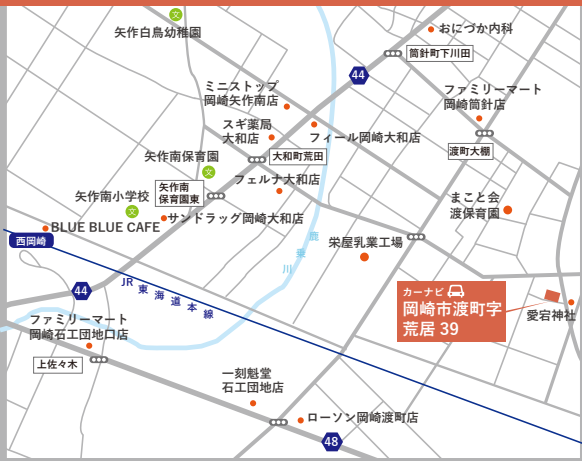 文
矢作白鳥幼稚園
おにづか内科
筒針町下川田
44
ミニストップ
岡崎矢作南店
ファミリーマート
岡崎筒針店
スギ薬局
大和店
フィール岡崎大和店
渡町大棚
矢作南保育園
大和町荒田
文
フェルナ大和店
矢作南
保育園東
矢作南小学校
文
まこと会
渡保育園
サンドラッグ岡崎大和店
BLUE BLUE CAFE
西岡崎
鹿乗川
栄屋乳業工場
44
JR東海道本線
カーナビ
岡崎市渡町字
荒居 39
愛宕神社
ファミリーマート
岡崎石工団地口店
上佐々木
一刻魁堂
石工団地店
ローソン岡崎渡町店
48